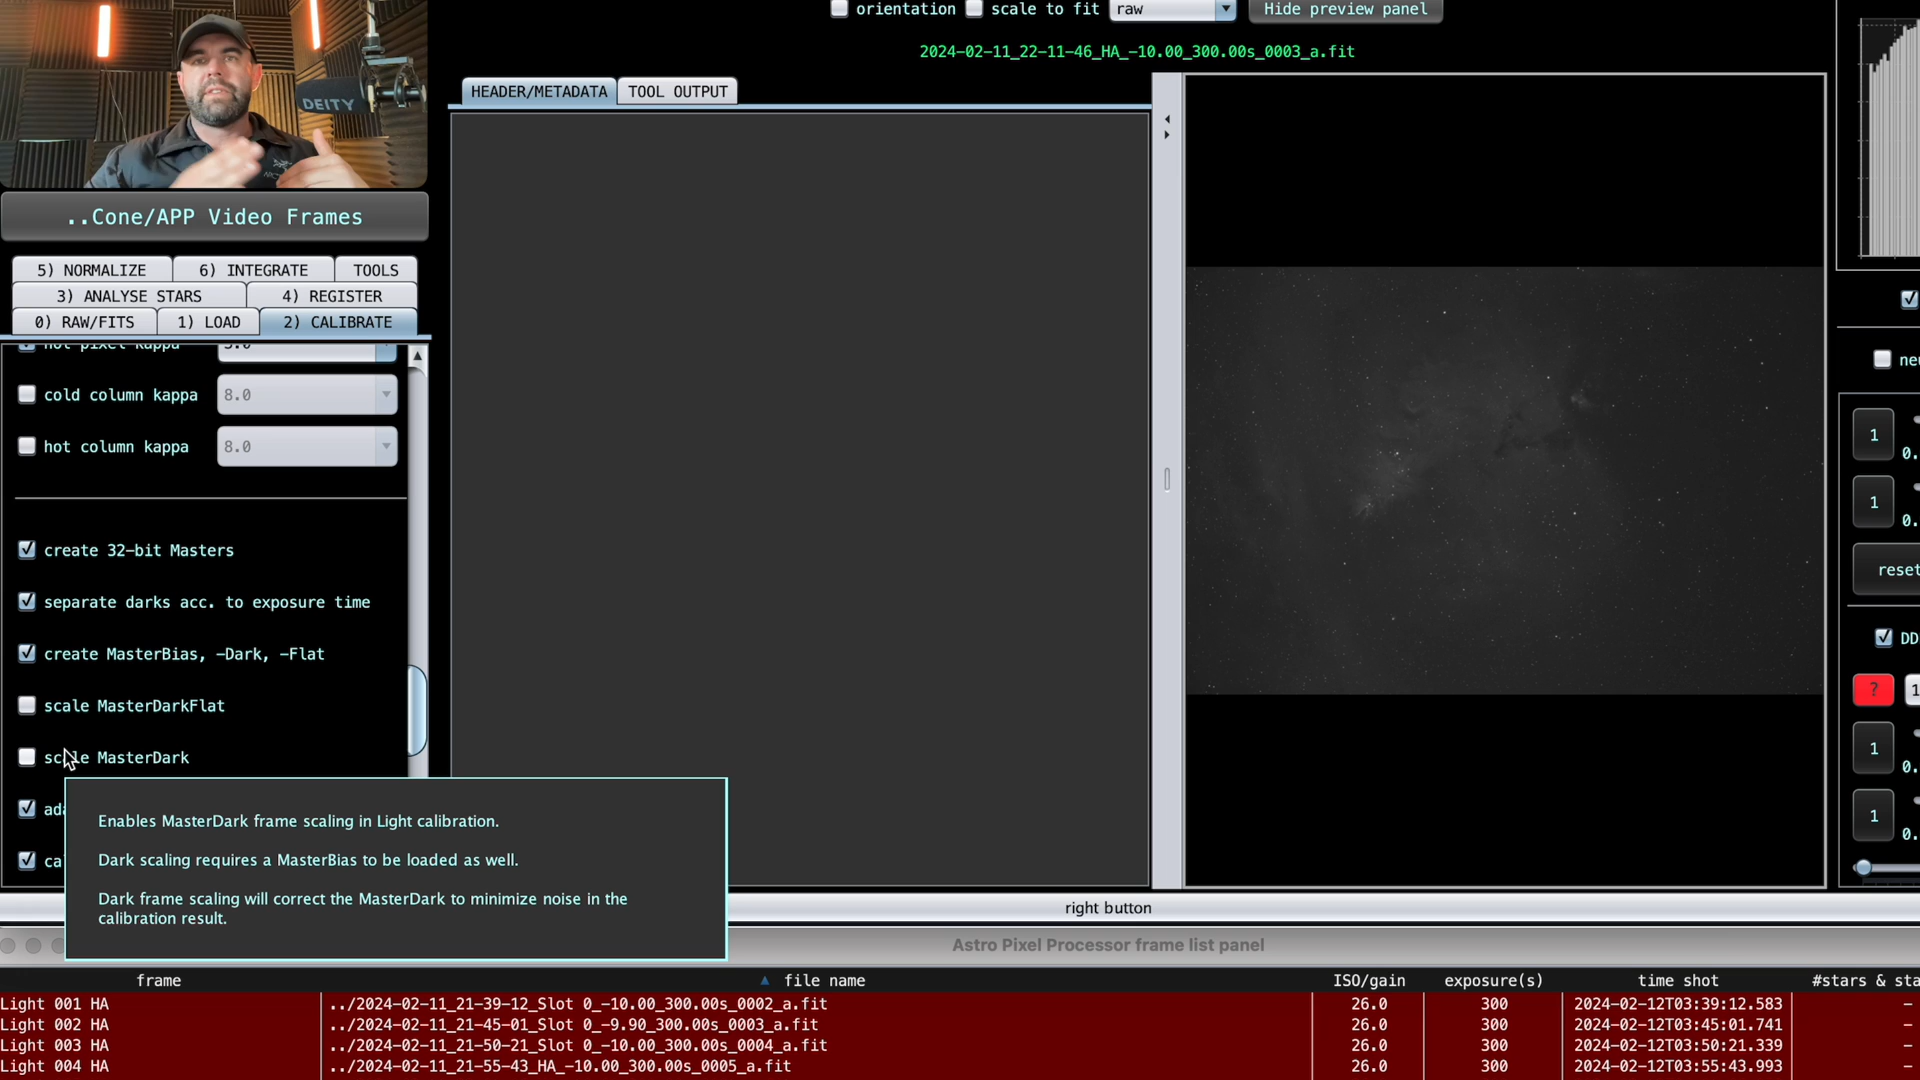 orientation scale to fit raw Hide preview panel
2024-02-11_22-11-46_HA_-10.00_300.00s_0003_a.fit
HEADER/METADATA TOOL OUTPUT
DEITY
..Cone/APP Video Frames
5) NORMALIZE 6) INTEGRATE TOOLS
3) ANALYSE STARS 4) REGISTER
0) RAW/FITS 1) LOAD 2) CALIBRATE
hot pixel kappa
cold column kappa 8.0
hot column kappa 8.0
create 32-bit Masters
separate darks acc. to exposure time
create MasterBias, -Dark, -Flat
scale MasterDarkFlat
scale MasterDark
Enables MasterDark frame scaling in Light calibration.
Dark scaling requires a MasterBias to be loaded as well.
Dark frame scaling will correct the MasterDark to minimize noise in the
calibration result.
1
0.
1
0.
reset
DD
?
1
1
0.
1
0.
right button
Astro Pixel Processor frame list panel
frame file name ISO/gain exposure(s) time shot #stars & sta
Light 001 HA ../2024-02-11_21-39-12_Slot 0_-10.00_300.00s_0002_a.fit 26.0 300 2024-02-12T03:39:12.583 -
Light 002 HA ../2024-02-11_21-45-01_Slot 0_-9.90_300.00s_0003_a.fit 26.0 300 2024-02-12T03:45:01.741 -
Light 003 HA ../2024-02-11_21-50-21_Slot 0_-10.00_300.00s_0004_a.fit 26.0 300 2024-02-12T03:50:21.339 -
Light 004 HA ../2024-02-11_21-55-43_HA_-10.00_300.00s_0005_a.fit 26.0 300 2024-02-12T03:55:43.993 -